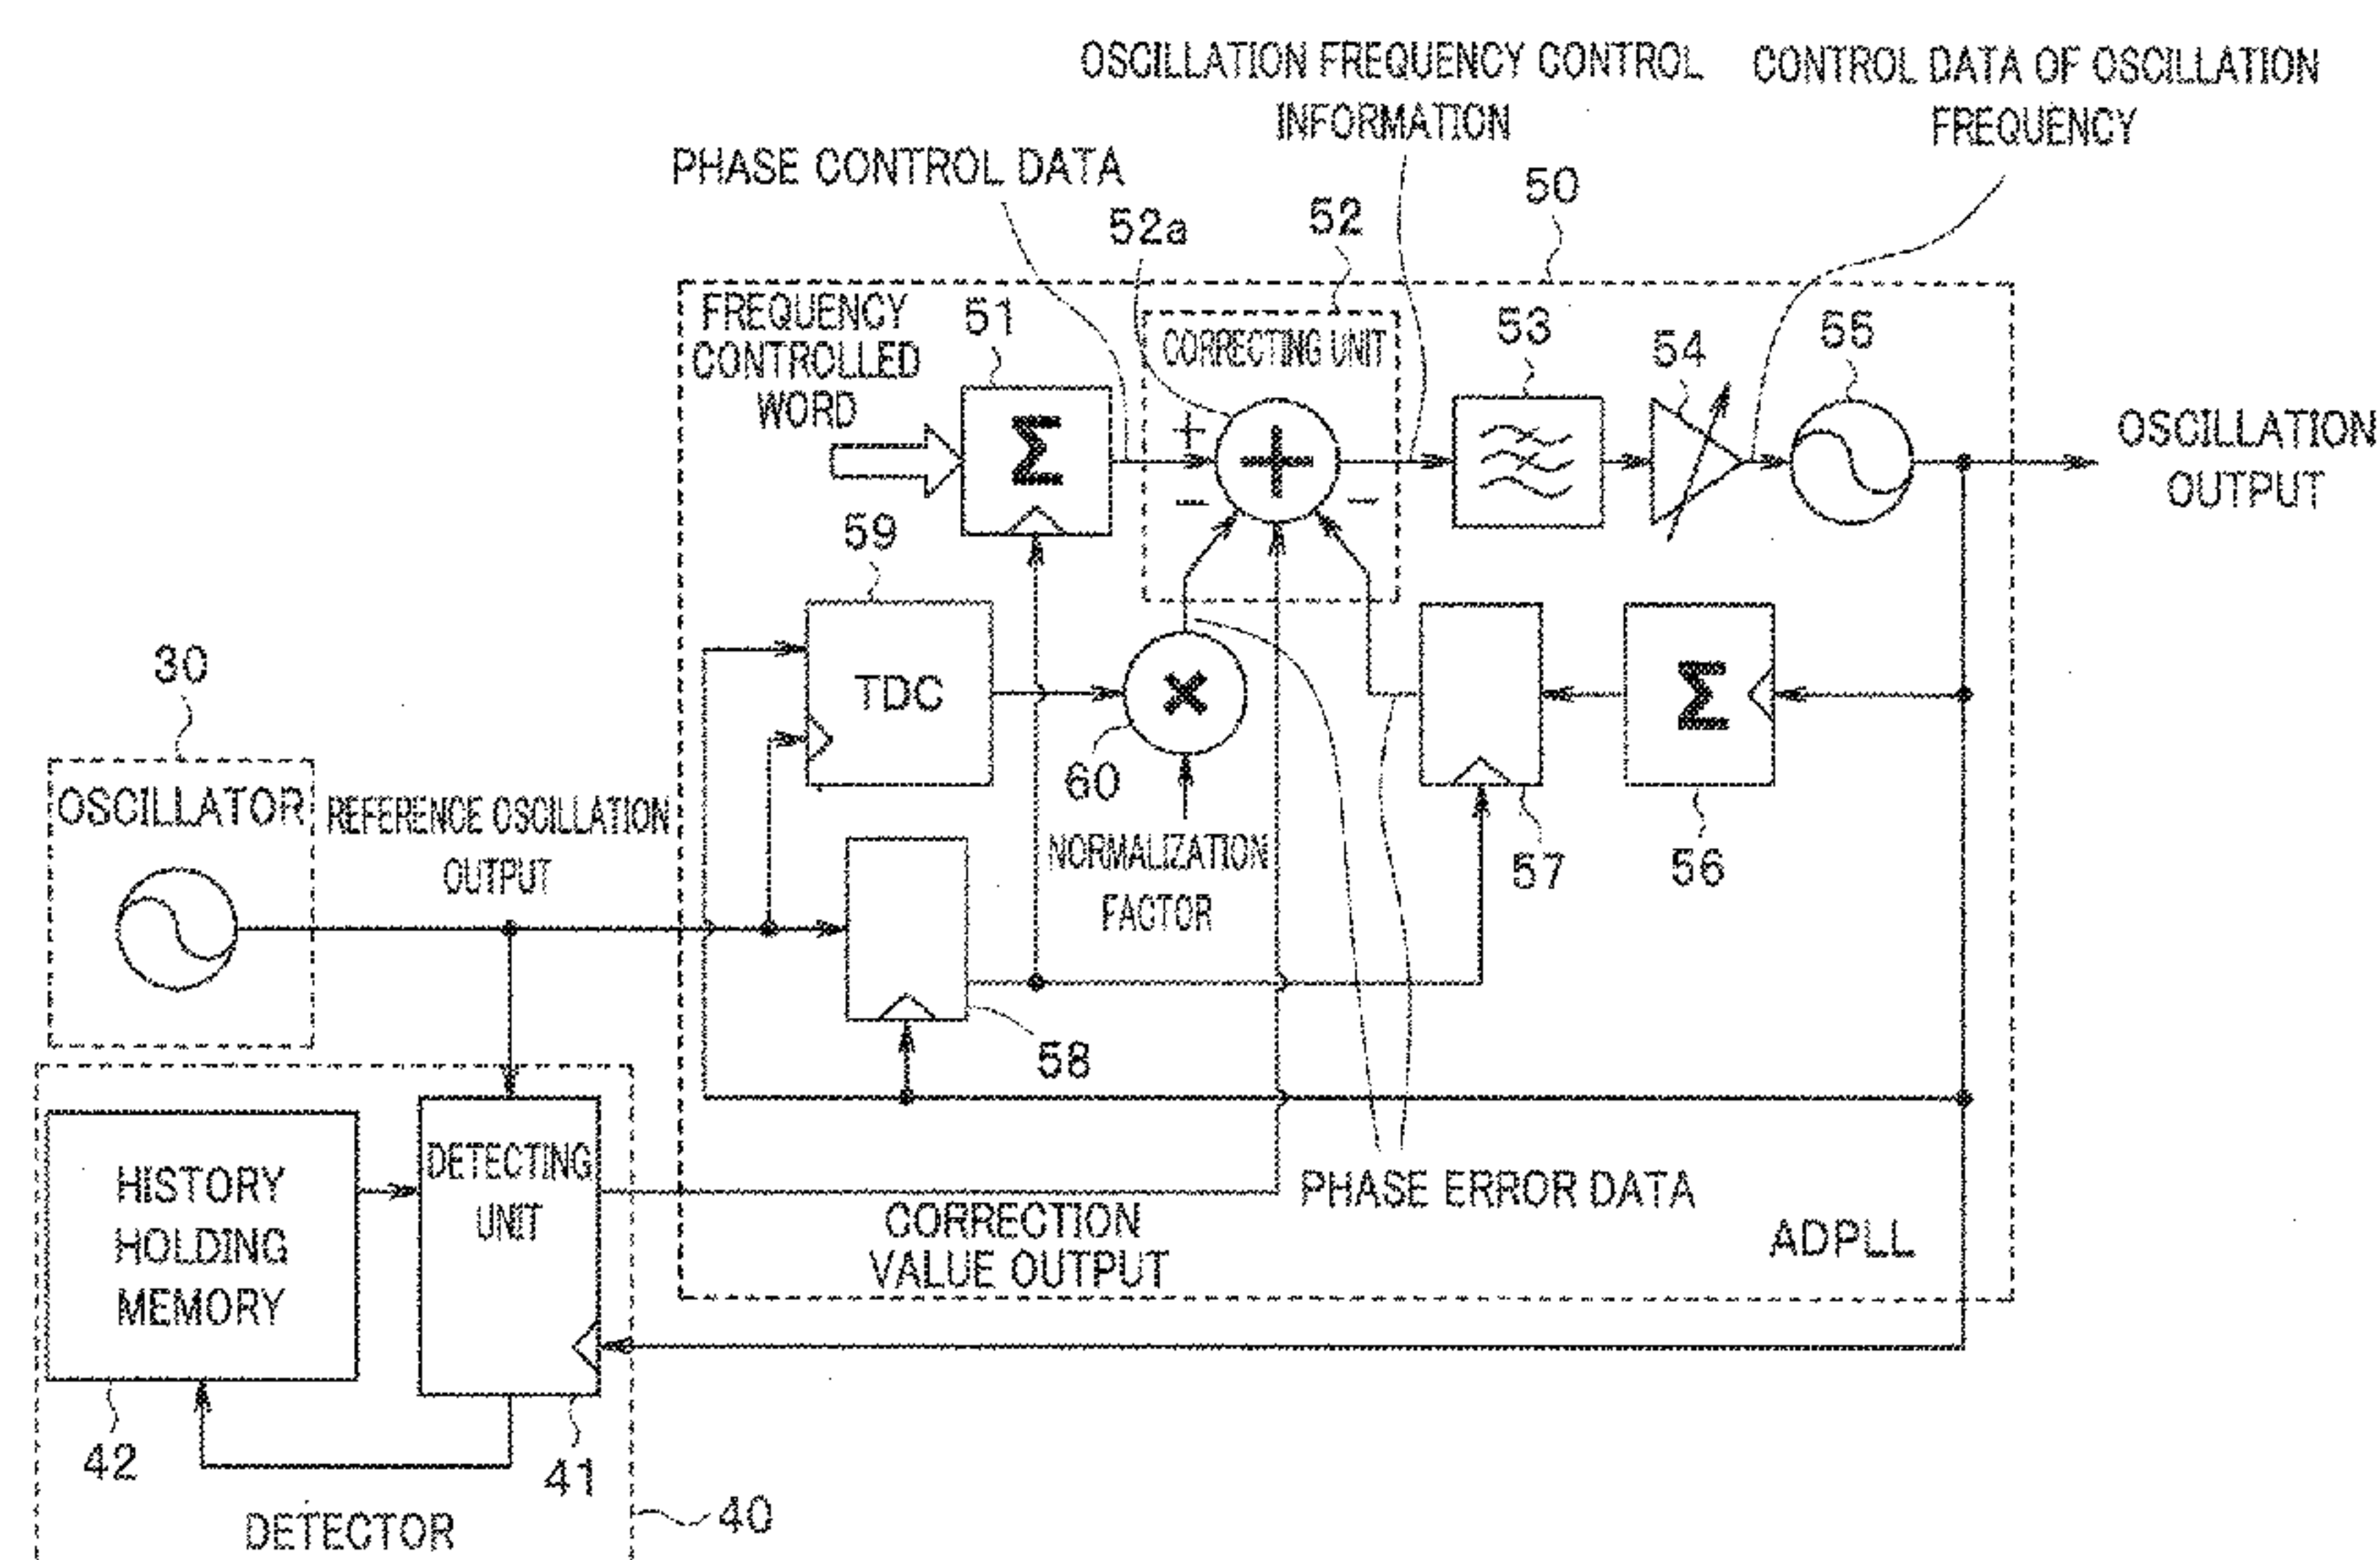 OSCILLATION FREQUENCY CONTROL
INFORMATION
CONTROL DATA OF OSCILLATION
FREQUENCY
PHASE CONTROL DATA
52a
52
50
FREQUENCY
CONTROLLED
WORD
51
Σ
CORRECTING UNIT
+
+
−
−
53
54
55
OSCILLATION
OUTPUT
59
TDC
×
60
NORMALIZATION
FACTOR
57
Σ
56
30
OSCILLATOR
REFERENCE OSCILLATION
OUTPUT
58
HISTORY
HOLDING
MEMORY
DETECTING
UNIT
CORRECTION
VALUE OUTPUT
PHASE ERROR DATA
ADPLL
42
41
40
DETECTOR